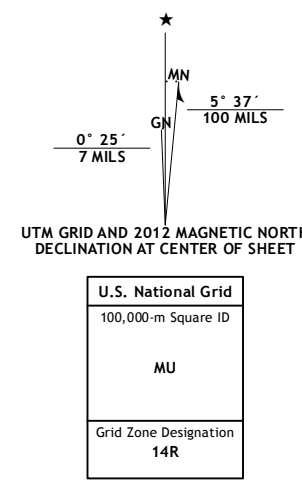 MN
5° 37´
100 MILS
GN
0° 25´
7 MILS
UTM GRID AND 2012 MAGNETIC NORTH
DECLINATION AT CENTER OF SHEET
U.S. National Grid
100,000-m Square ID
MU
Grid Zone Designation
14R